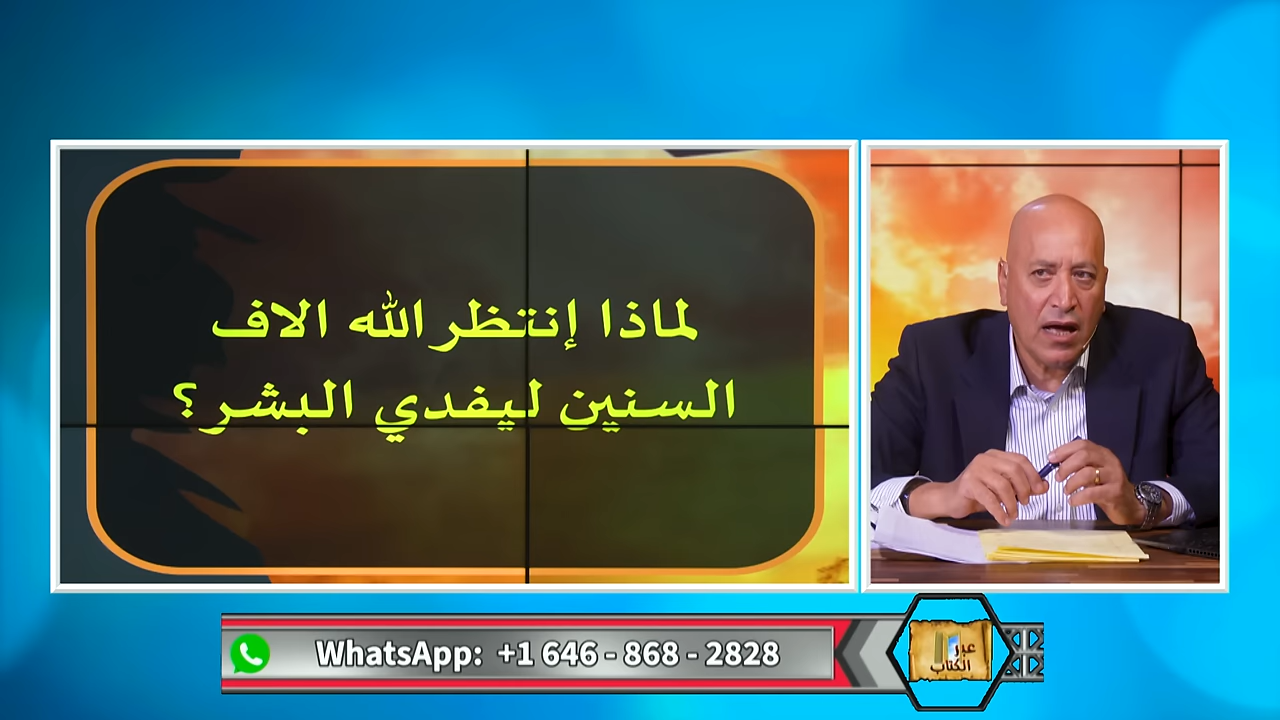 لماذا إنتظر الله الاف
السنين ليفدي البشر ؟
WhatsApp: +1 646 - 868 - 2828
عبر
الكتاب